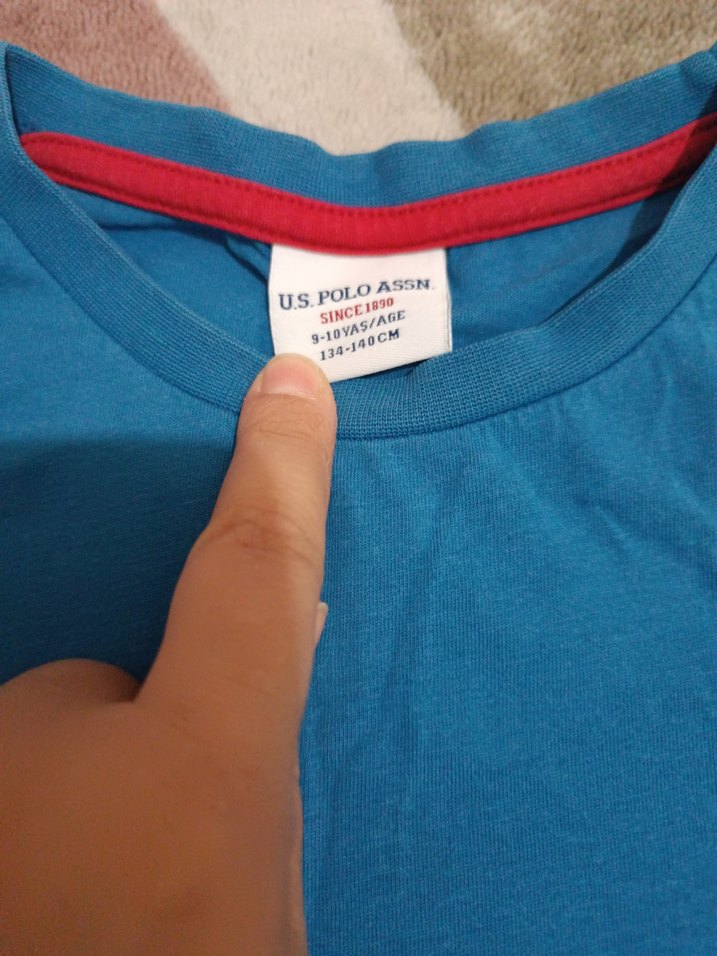 U.S. POLO ASSN.
SINCE 1890
9-10 YAŞ/AGE
134-140 CM